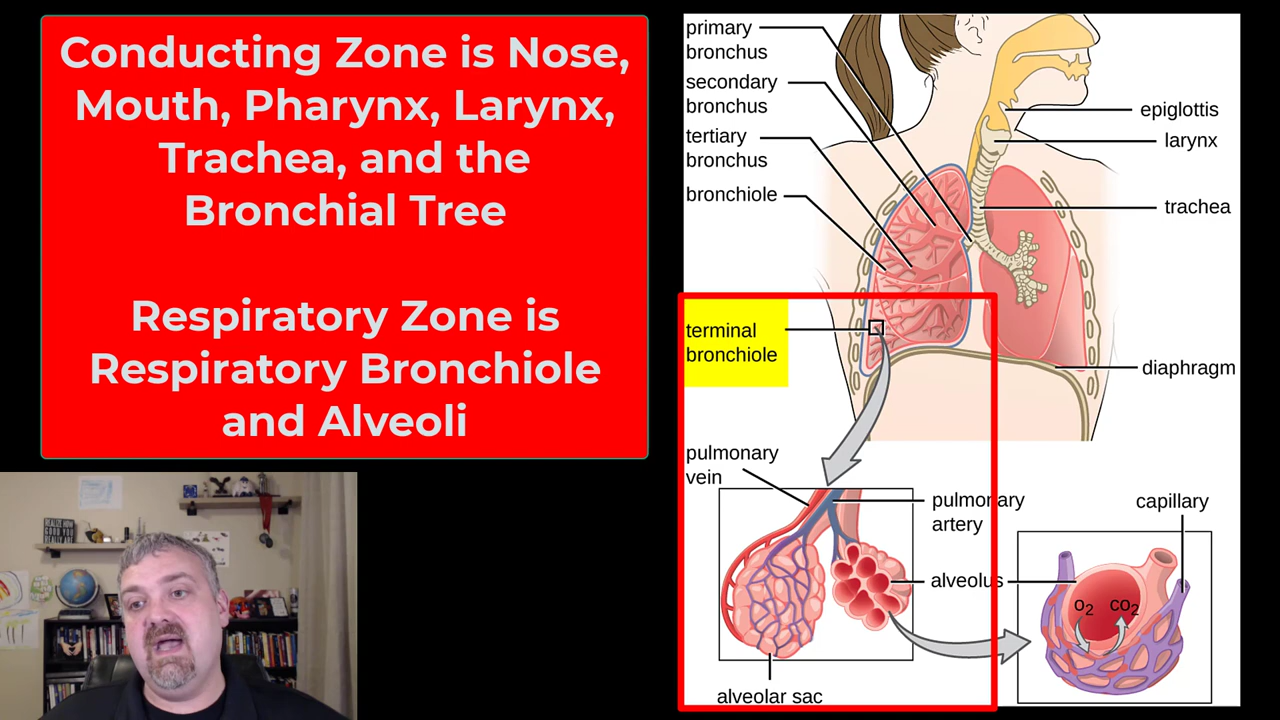 Conducting Zone is Nose,
Mouth, Pharynx, Larynx,
Trachea, and the
Bronchial Tree
Respiratory Zone is
Respiratory Bronchiole
and Alveoli
primary
bronchus
secondary
bronchus
tertiary
bronchus
bronchiole
epiglottis
larynx
trachea
terminal
bronchiole
diaphragm
pulmonary
vein
pulmonary
artery
capillary
alveolus
O₂ CO₂
alveolar sac